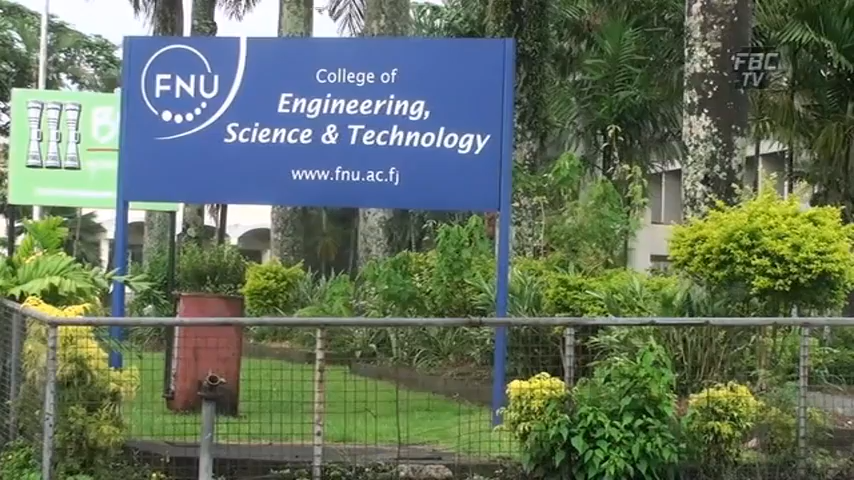 FNU
College of
Engineering,
Science & Technology
www.fnu.ac.fj
FBC
TV